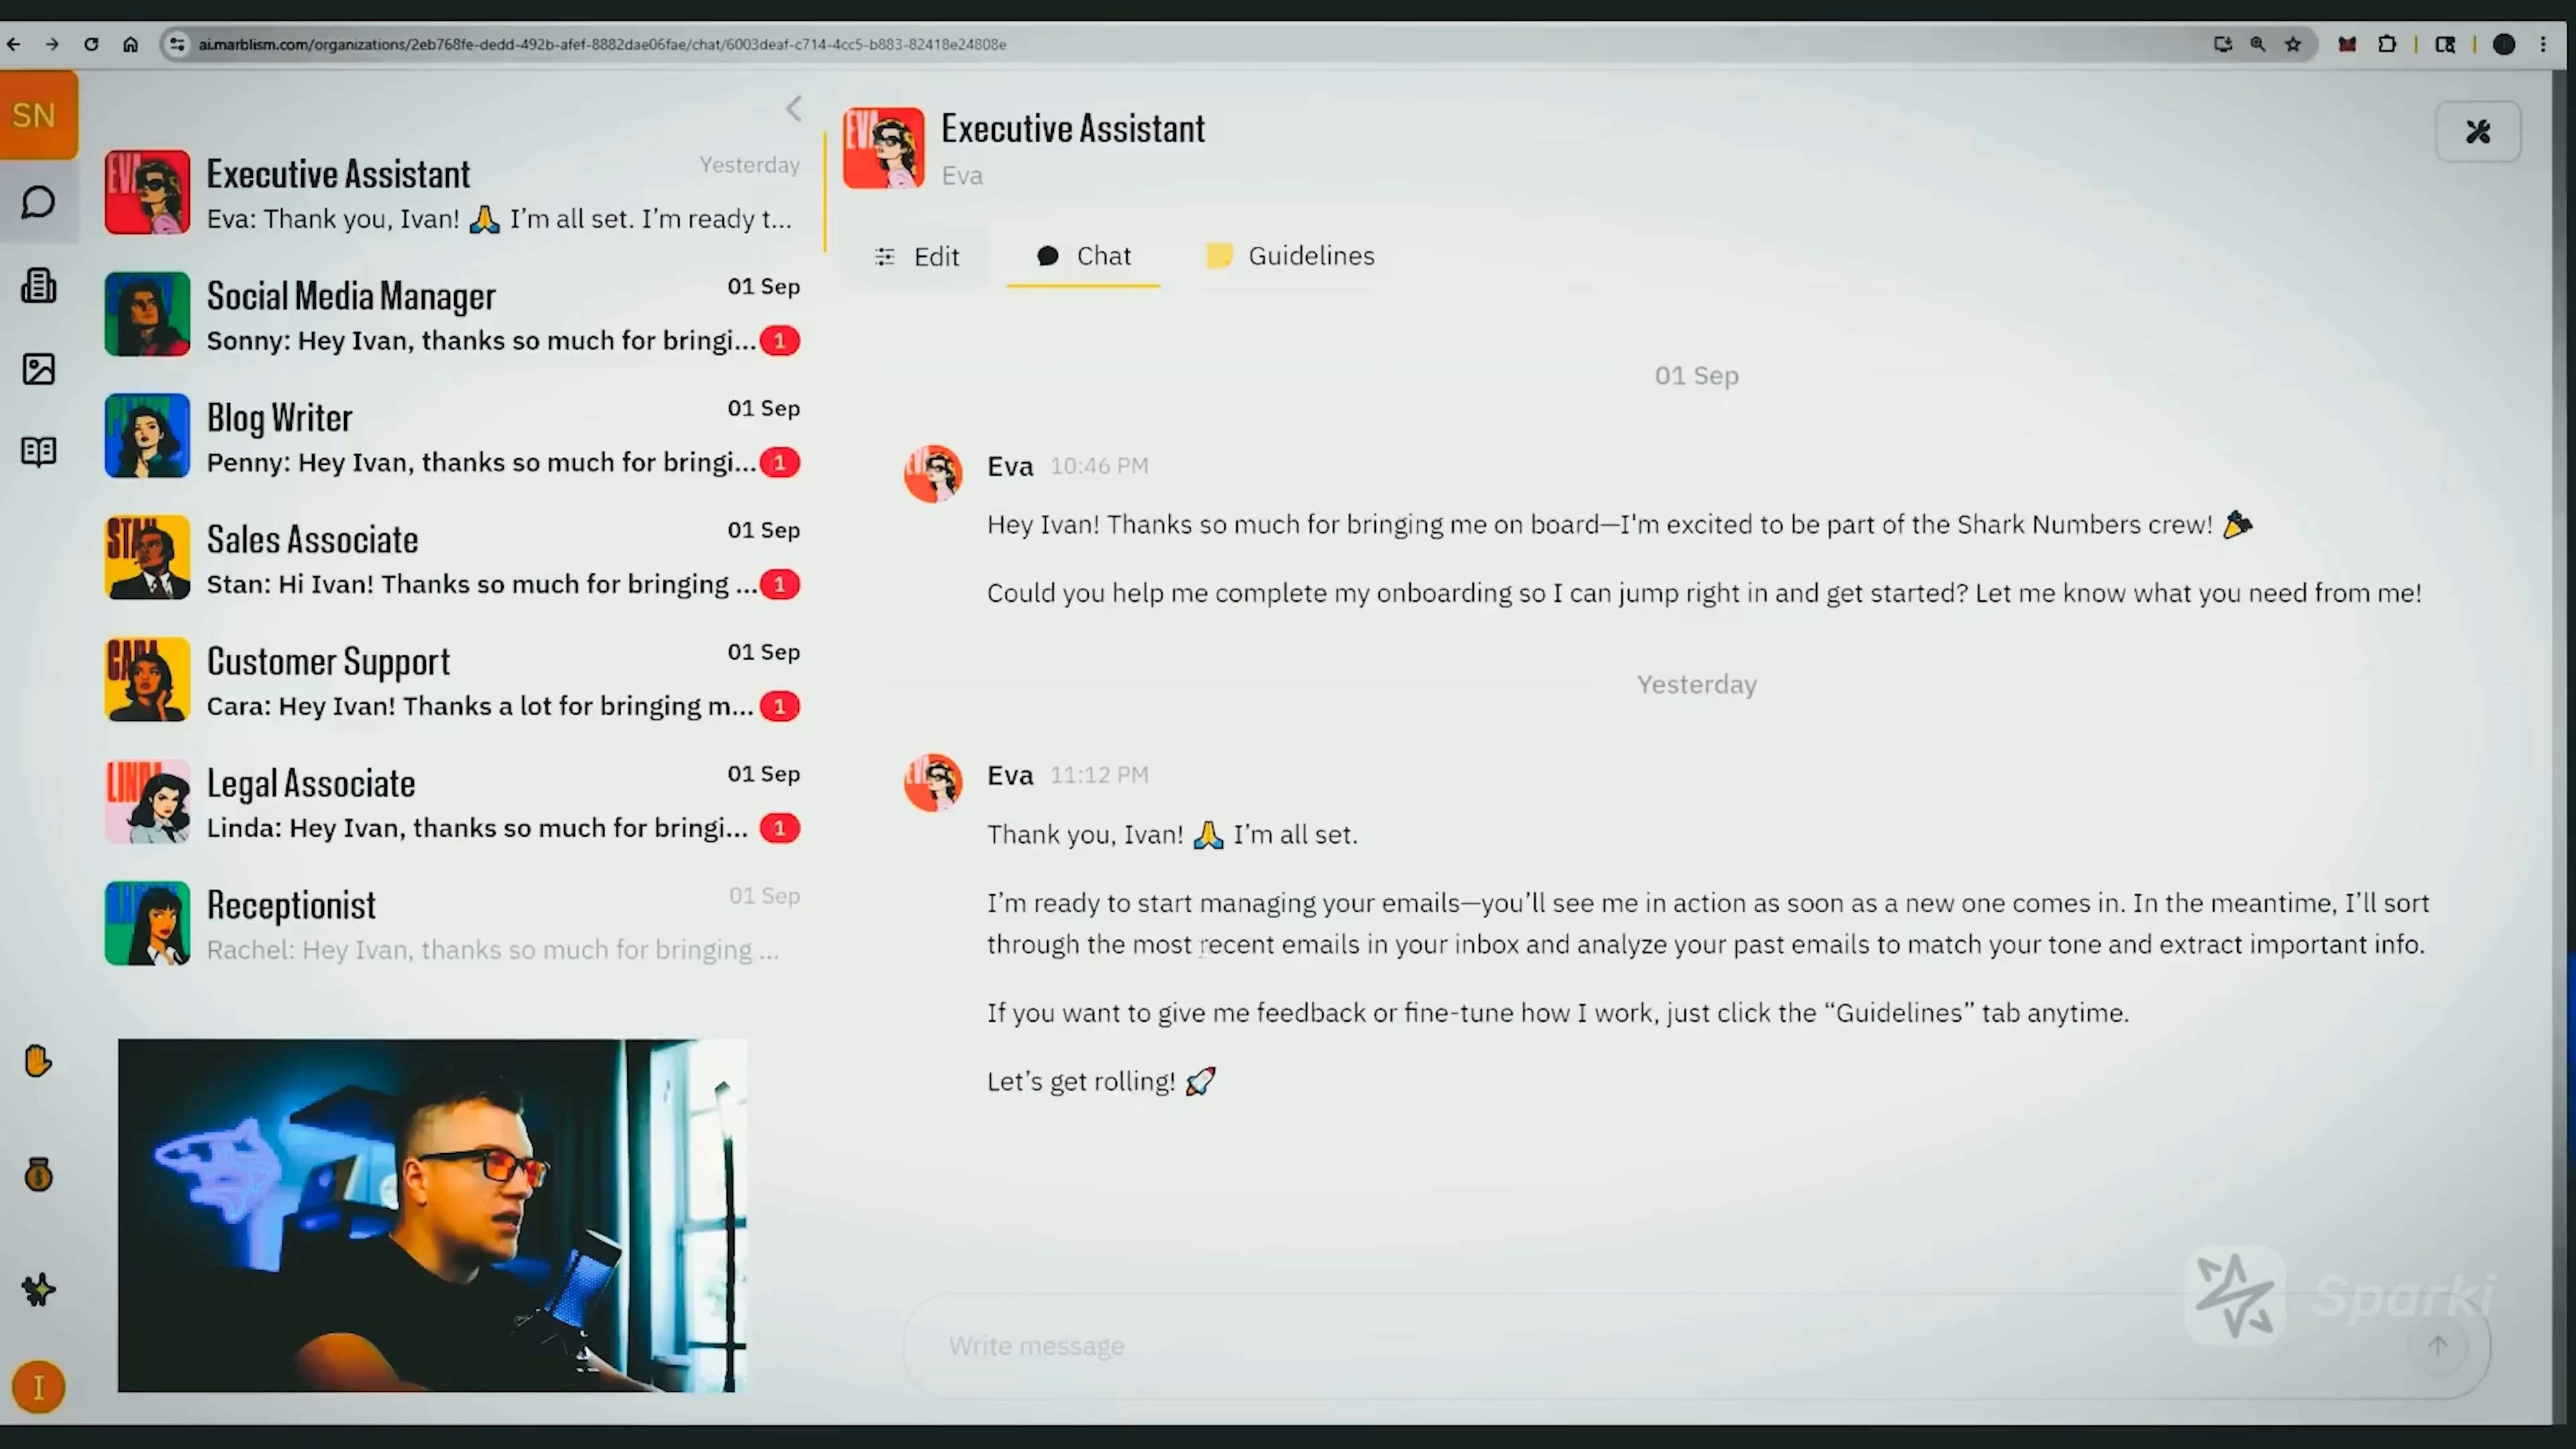 ai.marblism.com/organizations/2eb768fe-dedd-492b-afef-8882dae06fae/chat/6003deaf-c714-4cc5-b883-82418e24808e
SN
Executive Assistant
Yesterday
Eva: Thank you, Ivan! 🙏 I'm all set. I'm ready t...
Social Media Manager
01 Sep
Sonny: Hey Ivan, thanks so much for bringi...
1
Blog Writer
01 Sep
Penny: Hey Ivan, thanks so much for bringi...
1
STAN
Sales Associate
01 Sep
Stan: Hi Ivan! Thanks so much for bringing ...
1
CARA
Customer Support
01 Sep
Cara: Hey Ivan! Thanks a lot for bringing m...
1
LINDA
Legal Associate
01 Sep
Linda: Hey Ivan, thanks so much for bringi...
1
Receptionist
01 Sep
Rachel: Hey Ivan, thanks so much for bringing ...
I
EVA
Executive Assistant
Eva
Edit
Chat
Guidelines
01 Sep
Eva 10:46 PM
Hey Ivan! Thanks so much for bringing me on board—I'm excited to be part of the Shark Numbers crew! 🎉
Could you help me complete my onboarding so I can jump right in and get started? Let me know what you need from me!
Yesterday
Eva 11:12 PM
Thank you, Ivan! 🙏 I’m all set.
I’m ready to start managing your emails—you’ll see me in action as soon as a new one comes in. In the meantime, I’ll sort
through the most recent emails in your inbox and analyze your past emails to match your tone and extract important info.
If you want to give me feedback or fine-tune how I work, just click the “Guidelines” tab anytime.
Let’s get rolling! 🚀
Write message
Sparki